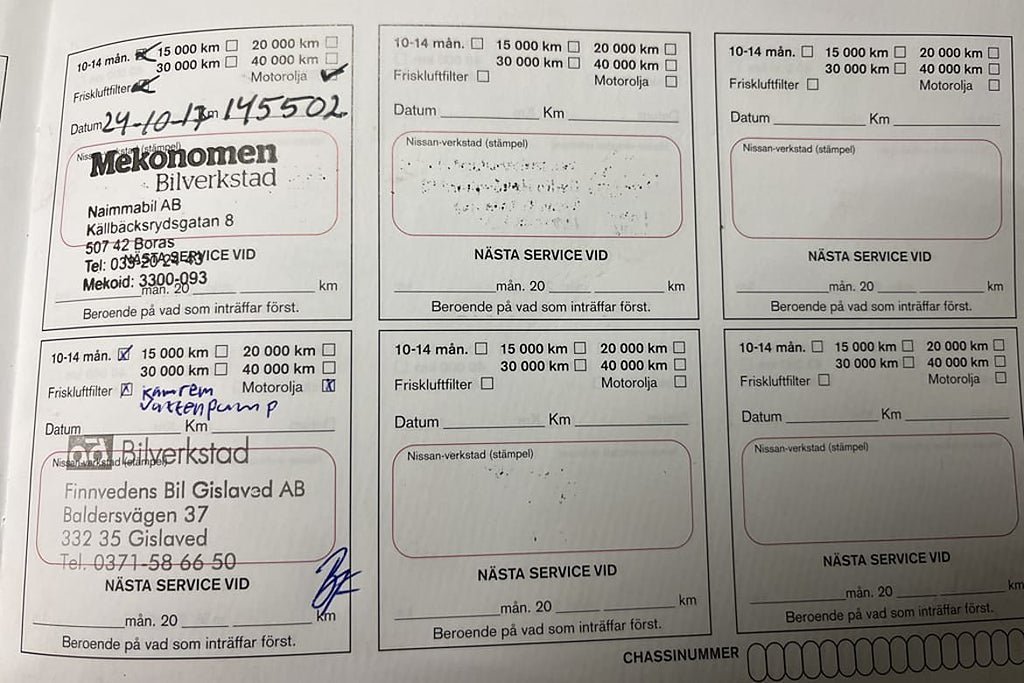 10-14 mån. 15 000 km 20 000 km
30 000 km 40 000 km
Friskluftfilter Motorolja
Datum 24-10-17 Km 145502
Nissan-verkstad (stämpel)
Mekonomen
Bilverkstad
Naimmabil AB
Källbäcksrydsgatan 8
507 42 Boras
NÄSTA SERVICE VID
Tel: 033-20 24 43
Mekoid: 3300-093
mån. 20 km
Beroende på vad som inträffar först.
10-14 mån. 15 000 km 20 000 km
30 000 km 40 000 km
Friskluftfilter Motorolja
Datum Km
Nissan-verkstad (stämpel)
NÄSTA SERVICE VID
mån. 20 km
Beroende på vad som inträffar först.
10-14 mån. 15 000 km 20 000 km
30 000 km 40 000 km
Friskluftfilter Motorolja
Datum Km
Nissan-verkstad (stämpel)
NÄSTA SERVICE VID
mån. 20 km
Beroende på vad som inträffar först.
10-14 mån. 15 000 km 20 000 km
30 000 km 40 000 km
Friskluftfilter kamrem Motorolja
vattenpump
Datum Km
ad Bilverkstad
Nissan-verkstad (stämpel)
Finnvedens Bil Gislaved AB
Baldersvägen 37
332 35 Gislaved
Tel. 0371-58 66 50
NÄSTA SERVICE VID
mån. 20 km
Beroende på vad som inträffar först.
10-14 mån. 15 000 km 20 000 km
30 000 km 40 000 km
Friskluftfilter Motorolja
Datum Km
Nissan-verkstad (stämpel)
NÄSTA SERVICE VID
mån. 20 km
Beroende på vad som inträffar först.
10-14 mån. 15 000 km 20 000 km
30 000 km 40 000 km
Friskluftfilter Motorolja
Datum Km
Nissan-verkstad (stämpel)
NÄSTA SERVICE VID
mån. 20 km
Beroende på vad som inträffar först.
CHASSINUMMER